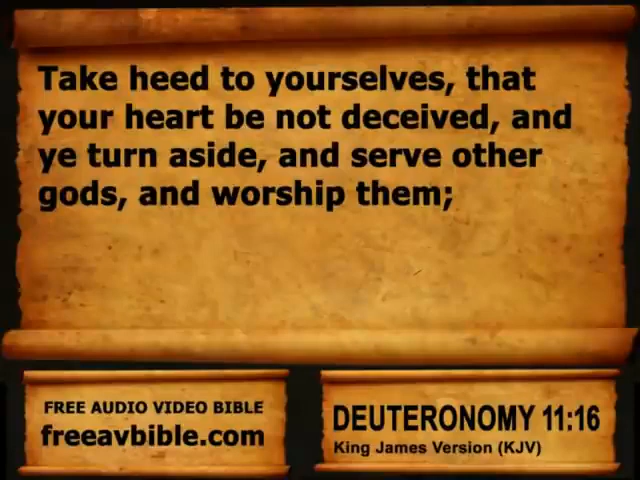 Take heed to yourselves, that
your heart be not deceived, and
ye turn aside, and serve other
gods, and worship them;
FREE AUDIO VIDEO BIBLE
freeavbible.com
DEUTERONOMY 11:16
King James Version (KJV)